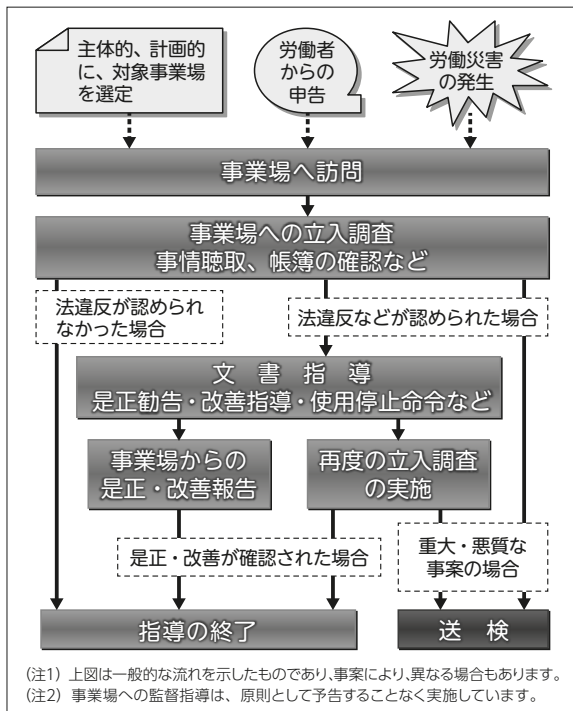 主体的、計画的
に、対象事業場
を選定
労働者
からの
申告
労働災害
の発生
事業場へ訪問
事業場への立入調査
事情聴取、帳簿の確認など
法違反が認められ
なかった場合
法違反などが認められた場合
文　書　指　導
是正勧告・改善指導・使用停止命令など
事業場からの
是正・改善報告
再度の立入調査
の実施
是正・改善が確認された場合
重大・悪質な
事案の場合
指導の終了
送　検
(注1) 上図は一般的な流れを示したものであり、事案により、異なる場合もあります。
(注2) 事業場への監督指導は、原則として予告することなく実施しています。